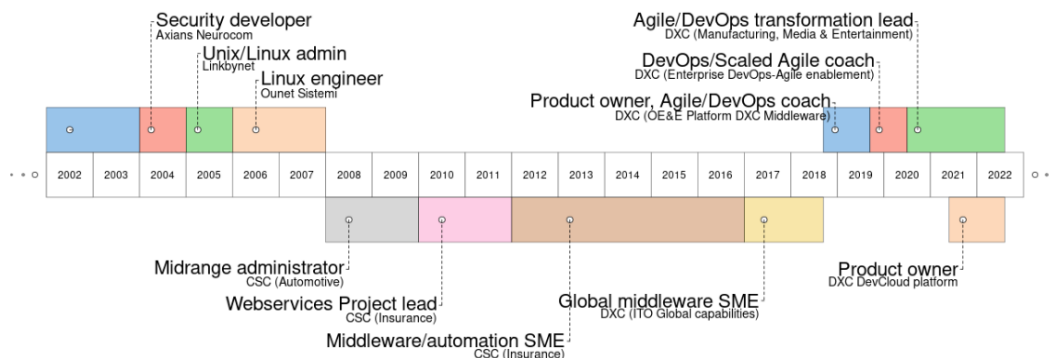 Security developer
Axians Neurocom
Unix/Linux admin
Linkbynet
Linux engineer
Ounet Sistemi
Agile/DevOps transformation lead
DXC (Manufacturing, Media & Entertainment)
DevOps/Scaled Agile coach
DXC (Enterprise DevOps-Agile enablement)
Product owner, Agile/DevOps coach
DXC (OE&E Platform DXC Middleware)
2002 2003 2004 2005 2006 2007 2008 2009 2010 2011 2012 2013 2014 2015 2016 2017 2018 2019 2020 2021 2022
Midrange administrator
CSC (Automotive)
Webservices Project lead
CSC (Insurance)
Middleware/automation SME
CSC (Insurance)
Global middleware SME
DXC (ITO Global capabilities)
Product owner
DXC DevCloud platform